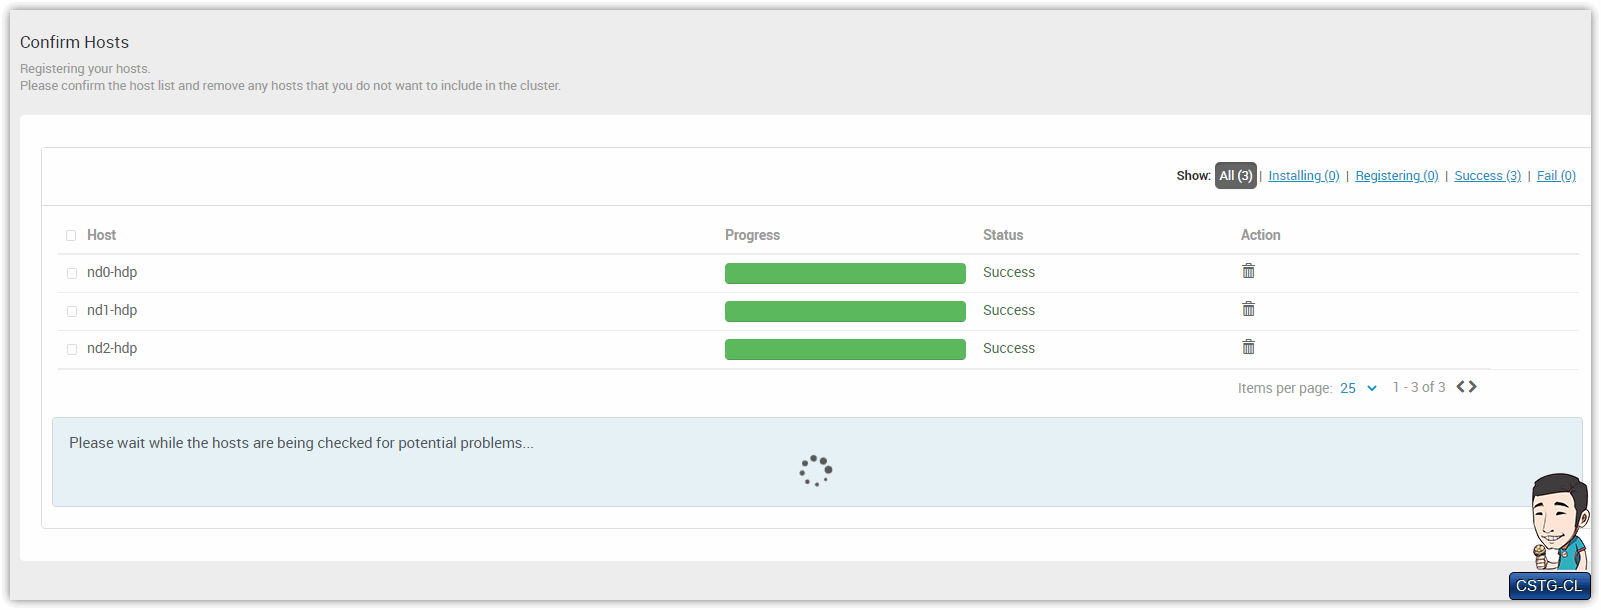 Confirm Hosts
Registering your hosts.
Please confirm the host list and remove any hosts that you do not want to include in the cluster.
Show: All (3) | Installing (0) | Registering (0) | Success (3) | Fail (0)
Host Progress Status Action
nd0-hdp Success
nd1-hdp Success
nd2-hdp Success
Items per page: 25 1 - 3 of 3
Please wait while the hosts are being checked for potential problems...
CSTG-CL